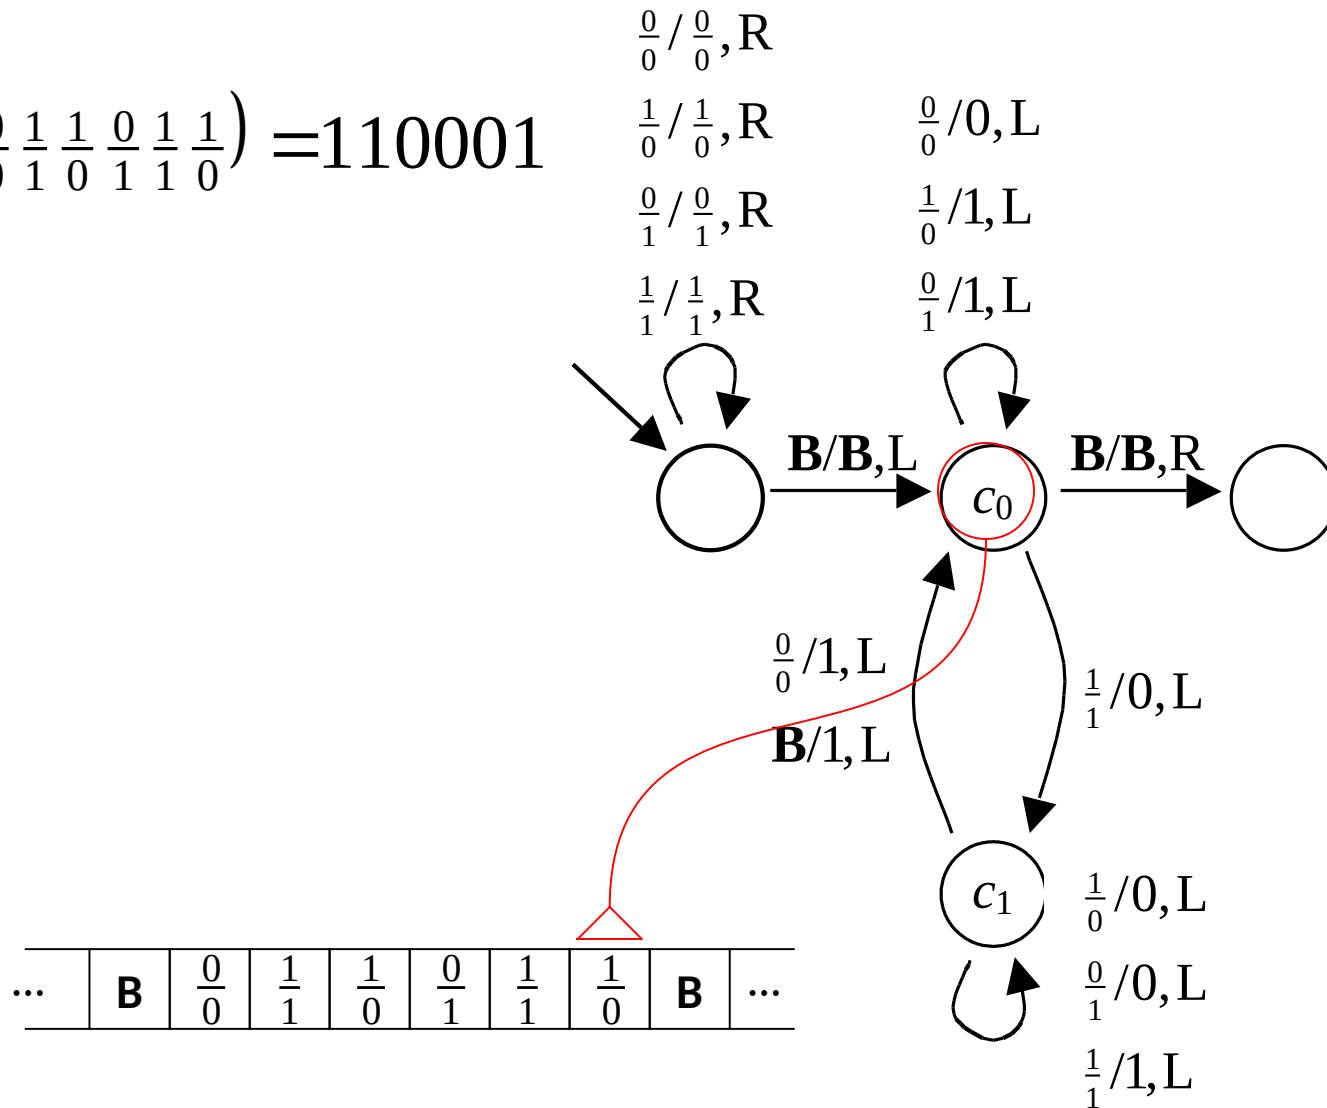 0/0 1/1 1/0 0/1 1/1 1/0) =110001
0/0 / 0/0 ,R
1/0 / 1/0 ,R
0/1 / 0/1 ,R
1/1 / 1/1 ,R
0/0 /0,L
1/0 /1,L
0/1 /1,L
B/B,L
c0
B/B,R
0/0 /1,L
B/1,L
1/1 /0,L
c1
1/0 /0,L
0/1 /0,L
1/1 /1,L
... B 0/0 1/1 1/0 0/1 1/1 1/0 B ...